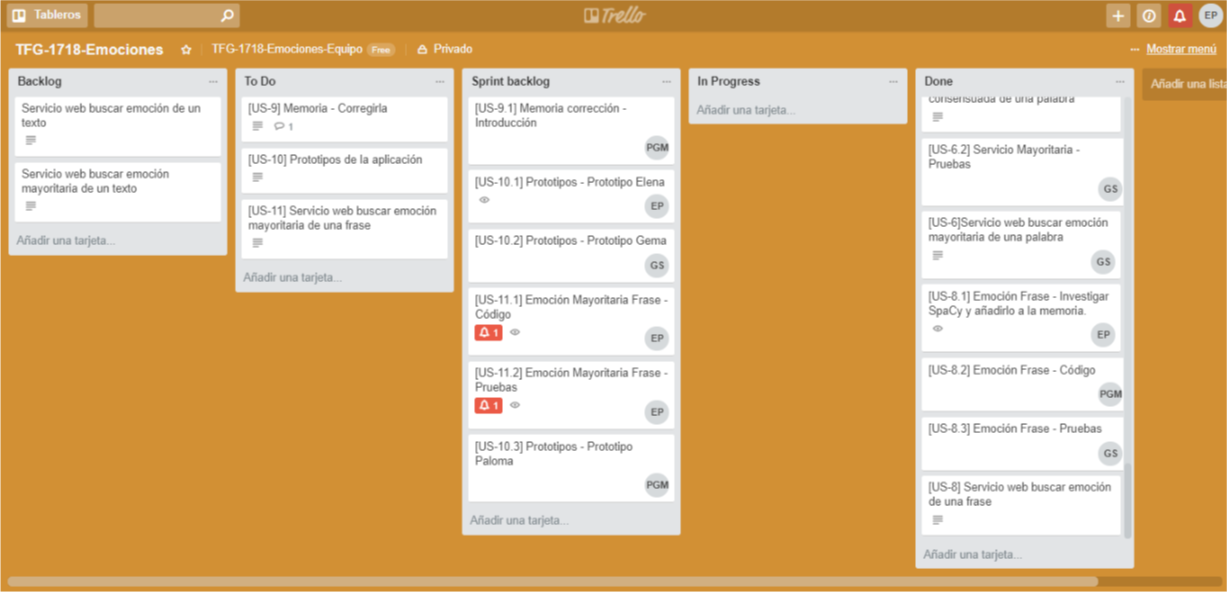 Tableros
Trello
EP
TFG-1718-Emociones
TFG-1718-Emociones-Equipo Free
Privado
... Mostrar menú
Backlog ...
Servicio web buscar emoción de un
texto
Servicio web buscar emoción
mayoritaria de un texto
Añadir una tarjeta...
To Do ...
[US-9] Memoria - Corregirla
1
[US-10] Prototipos de la aplicación
[US-11] Servicio web buscar emoción
mayoritaria de una frase
Añadir una tarjeta...
Sprint backlog ...
[US-9.1] Memoria corrección -
Introducción
PGM
[US-10.1] Prototipos - Prototipo Elena
EP
[US-10.2] Prototipos - Prototipo Gema
GS
[US-11.1] Emoción Mayoritaria Frase -
Código
1
EP
[US-11.2] Emoción Mayoritaria Frase -
Pruebas
1
EP
[US-10.3] Prototipos - Prototipo
Paloma
PGM
Añadir una tarjeta...
In Progress ...
Añadir una tarjeta...
Done ...
consensuada de una palabra
[US-6.2] Servicio Mayoritaria -
Pruebas
GS
[US-6]Servicio web buscar emoción
mayoritaria de una palabra
GS
[US-8.1] Emoción Frase - Investigar
SpaCy y añadirlo a la memoria.
EP
[US-8.2] Emoción Frase - Código
PGM
[US-8.3] Emoción Frase - Pruebas
GS
[US-8] Servicio web buscar emoción
de una frase
Añadir una tarjeta...
Añadir una lista